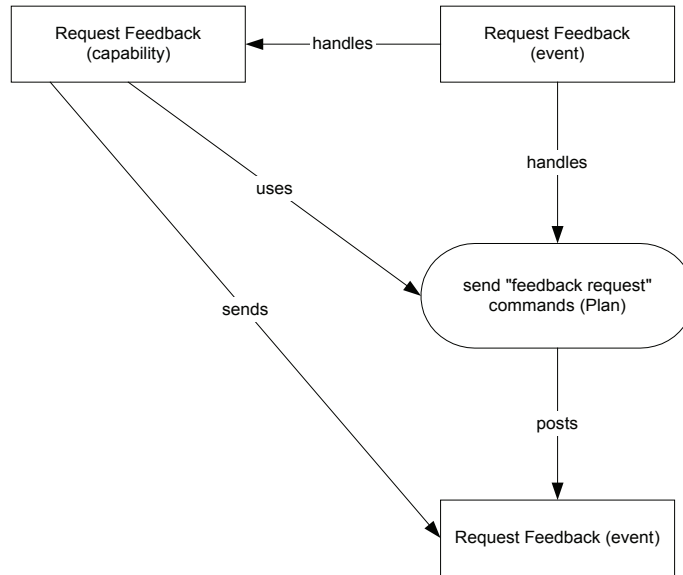 Request Feedback
(capability)
handles
Request Feedback
(event)
handles
uses
send "feedback request"
commands (Plan)
sends
posts
Request Feedback (event)